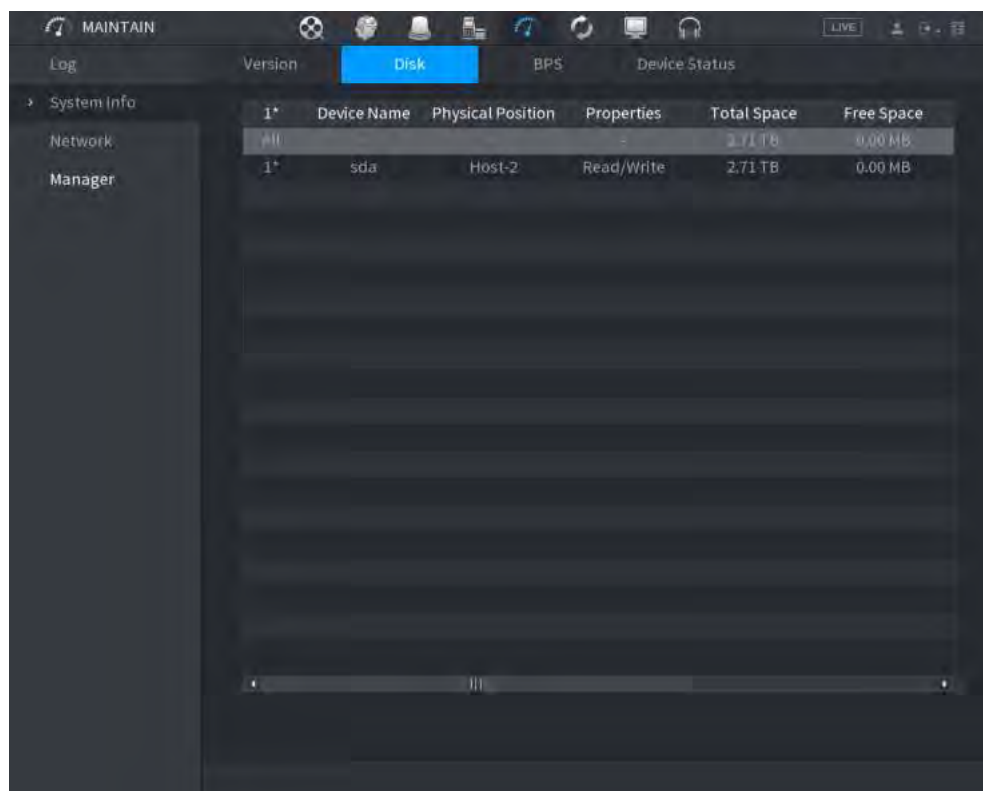 MAINTAIN LIVE
Log Version Disk BPS Device Status
System Info
1* Device Name Physical Position Properties Total Space Free Space
Network All - 2.71 TB 0.00 MB
1* sda Host-2 Read/Write 2.71 TB 0.00 MB
Manager